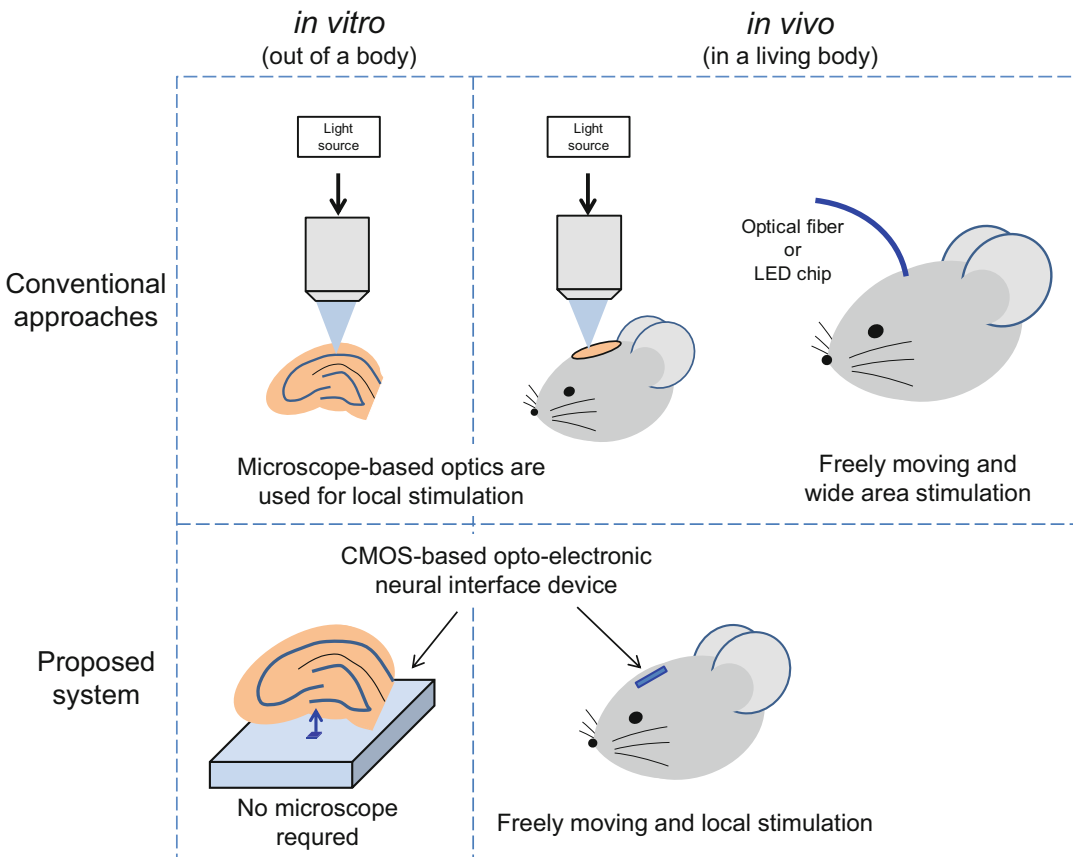 in vitro
(out of a body)
in vivo
(in a living body)
Conventional
approaches
Light
source
Light
source
Optical fiber
or
LED chip
Microscope-based optics are
used for local stimulation
Freely moving and
wide area stimulation
Proposed
system
CMOS-based opto-electronic
neural interface device
No microscope
requred
Freely moving and local stimulation